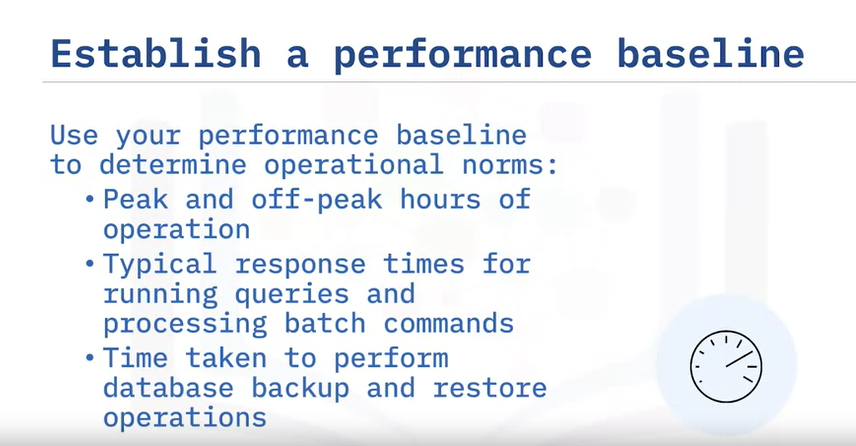 Establish a performance baseline
Use your performance baseline
to determine operational norms:
• Peak and off-peak hours of
operation
• Typical response times for
running queries and
processing batch commands
• Time taken to perform
database backup and restore
operations